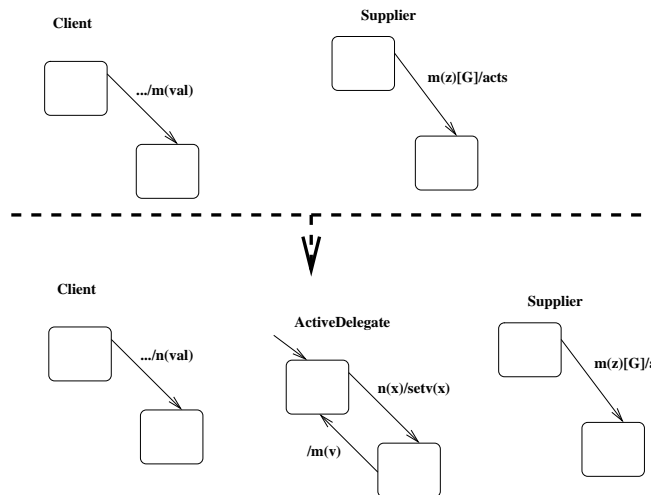 Client
Supplier
.../m(val)
m(z)[G]/acts
Client
Supplier
ActiveDelegate
.../n(val)
m(z)[G]/a
n(x)/setv(x)
/m(v)